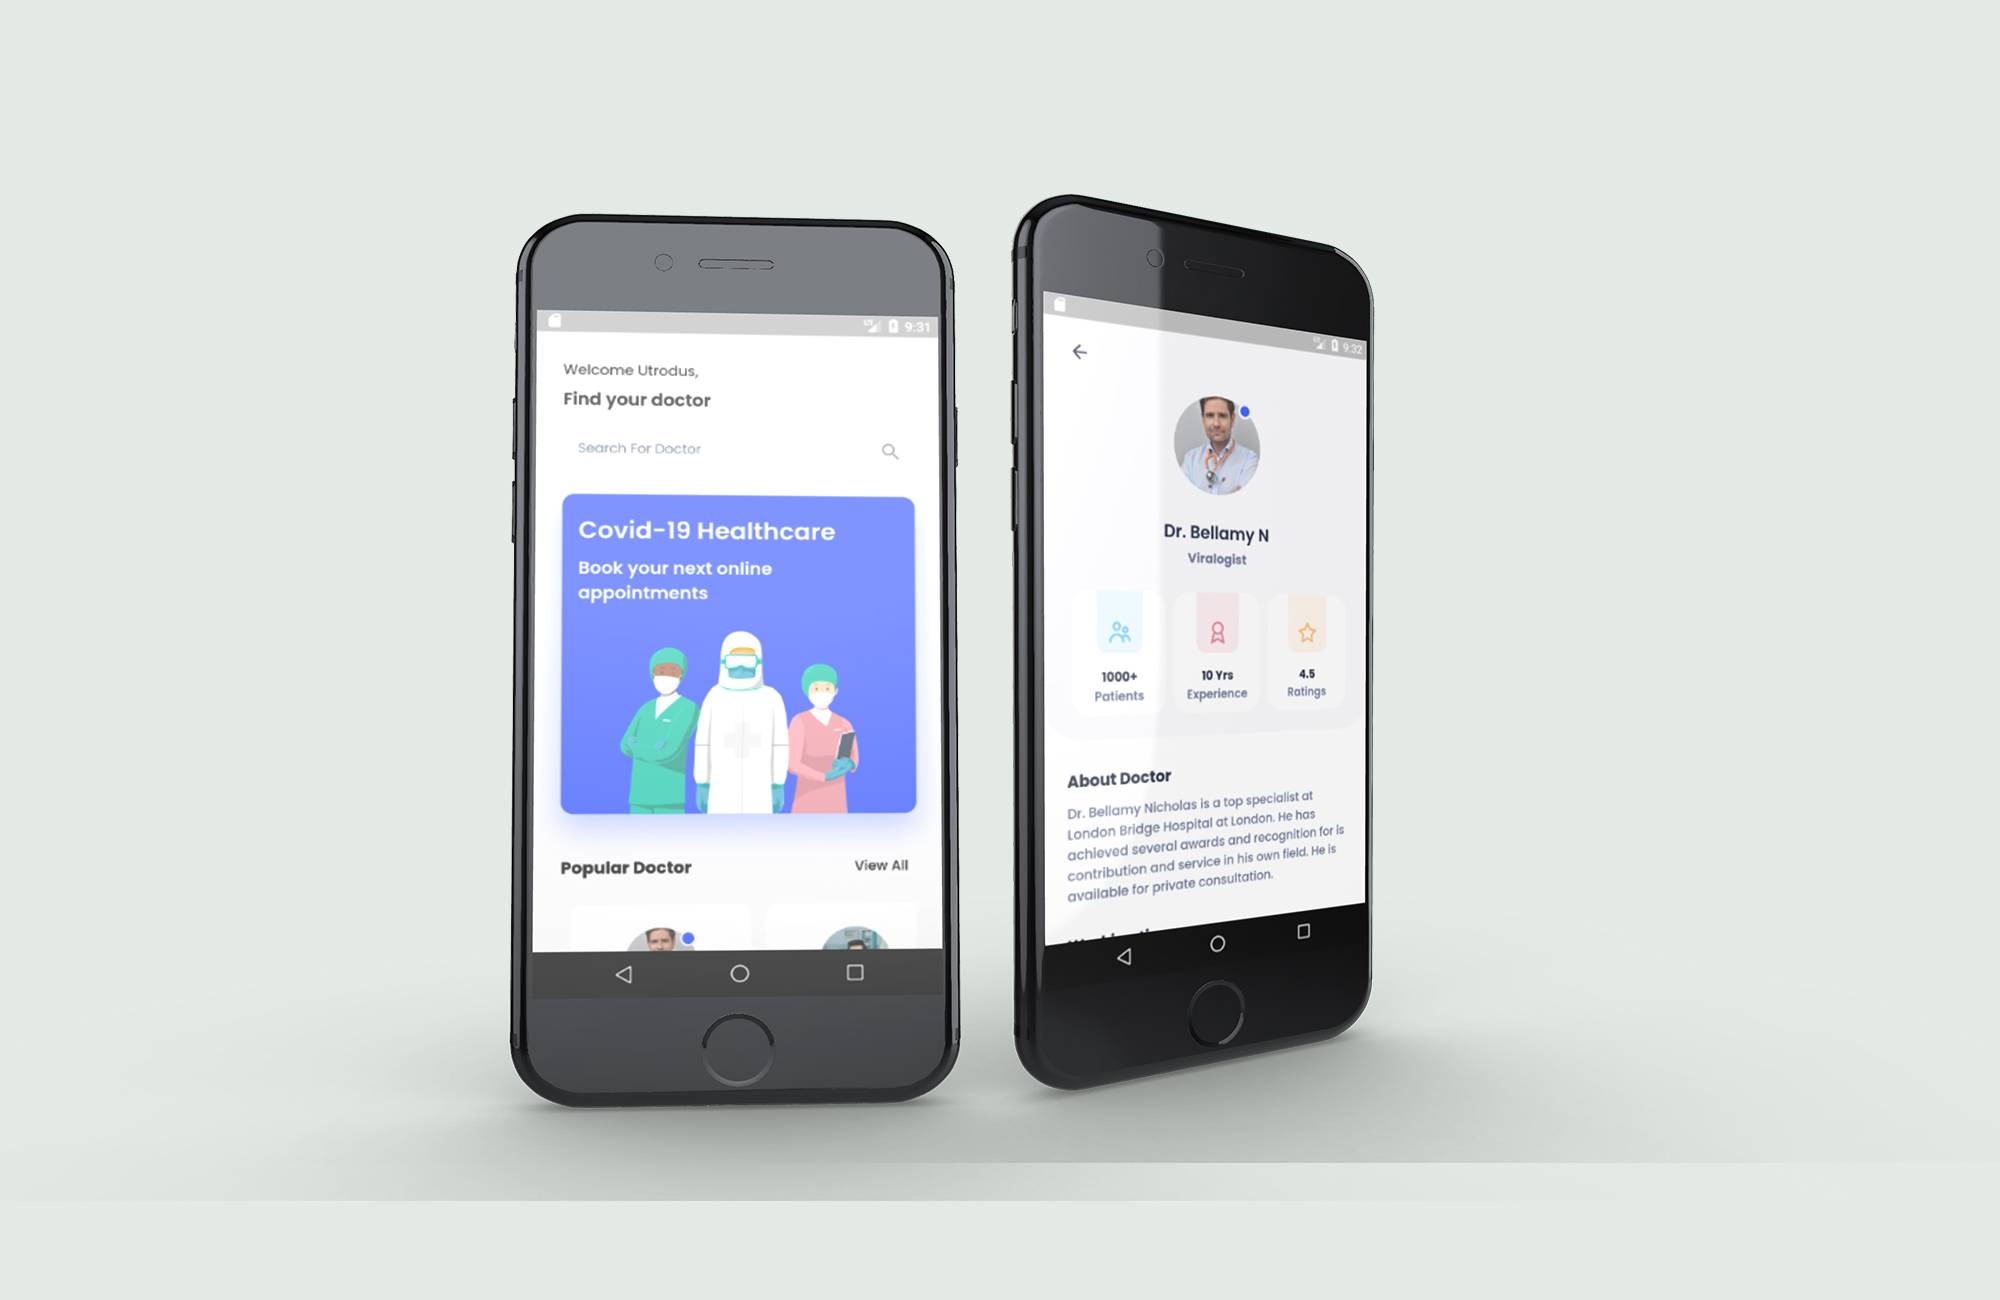 9:31
Welcome Utrodus,
Find your doctor
Search For Doctor
Covid-19 Healthcare
Book your next online
appointments
Popular Doctor
View All
9:32
Dr. Bellamy N
Viralogist
1000+
Patients
10 Yrs
Experience
4.5
Ratings
About Doctor
Dr. Bellamy Nicholas is a top specialist at
London Bridge Hospital at London. He has
achieved several awards and recognition for is
contribution and service in his own field. He is
available for private consultation.